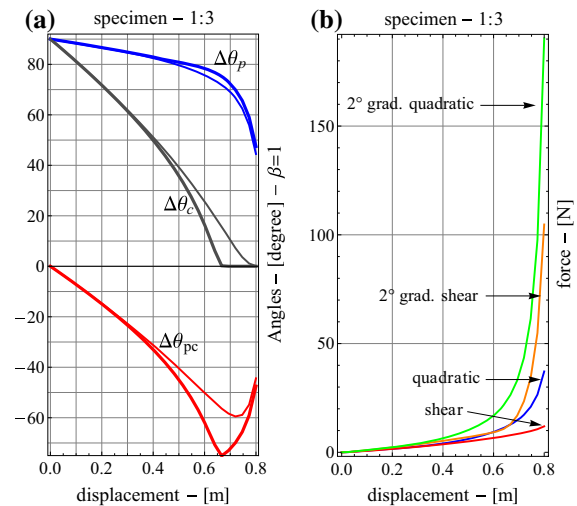 (a)
specimen – 1:3
Δθp
Δθc
Δθpc
80
60
40
20
0
−20
−40
−60
0.0 0.2 0.4 0.6 0.8
displacement – [m]
Angles – [degree] – β=1
(b)
specimen – 1:3
2° grad. quadratic
2° grad. shear
quadratic
shear
150
100
50
0
0.0 0.2 0.4 0.6 0.8
displacement – [m]
force – [N]